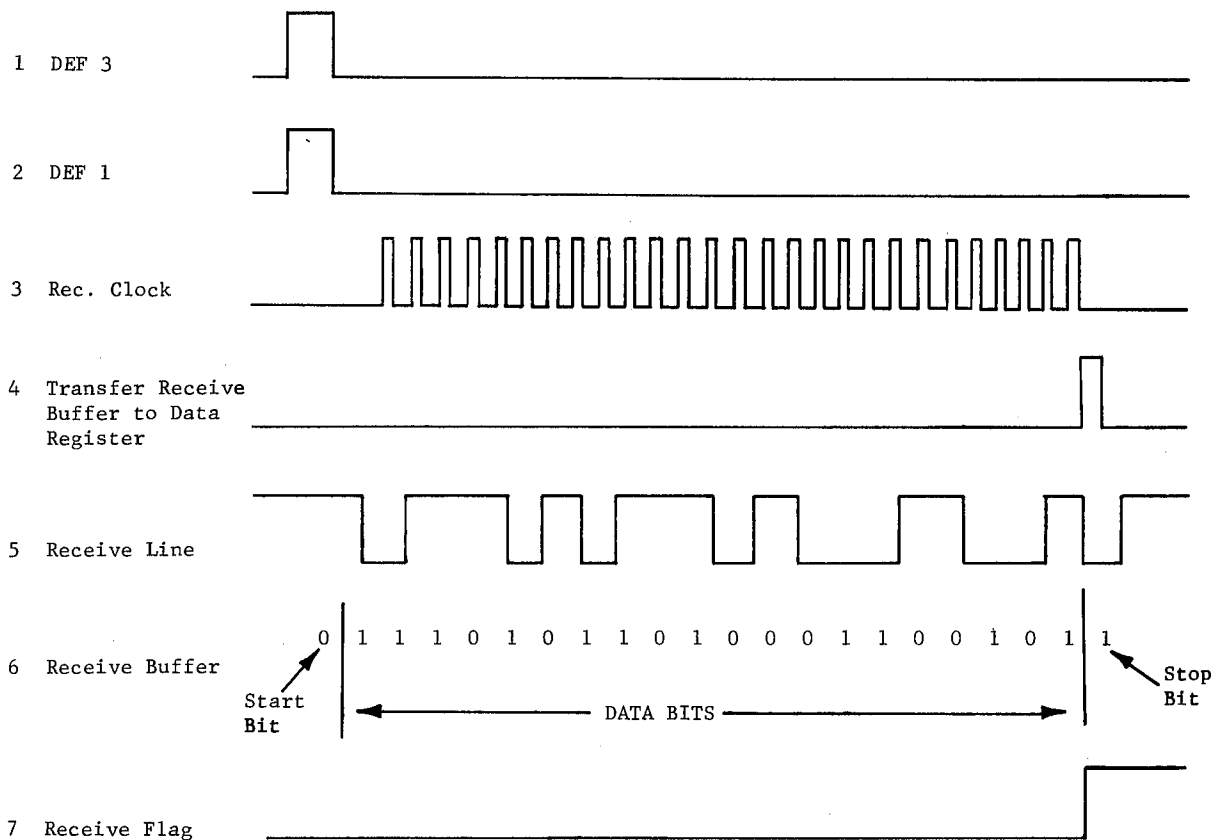 1 DEF 3
2 DEF 1
3 Rec. Clock
4 Transfer Receive
Buffer to Data
Register
5 Receive Line
0 1 1 1 0 1 0 1 1 0 1 0 0 0 1 1 0 0 1 0 1 1
6 Receive Buffer
Start
Bit
DATA BITS
Stop
Bit
7 Receive Flag